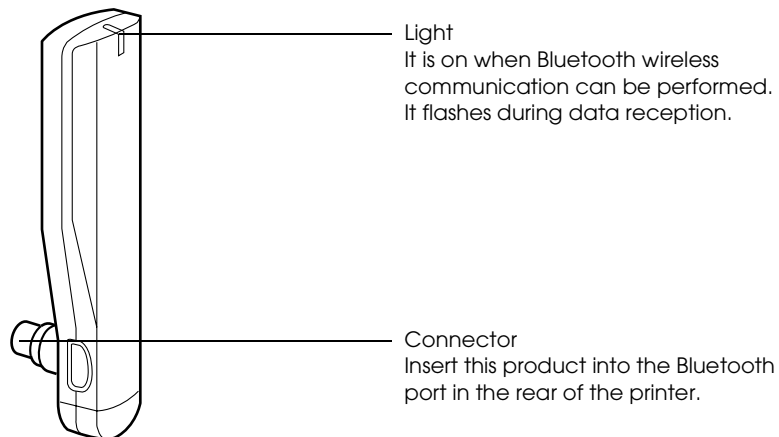 Light
It is on when Bluetooth wireless
communication can be performed.
It flashes during data reception.
Connector
Insert this product into the Bluetooth
port in the rear of the printer.